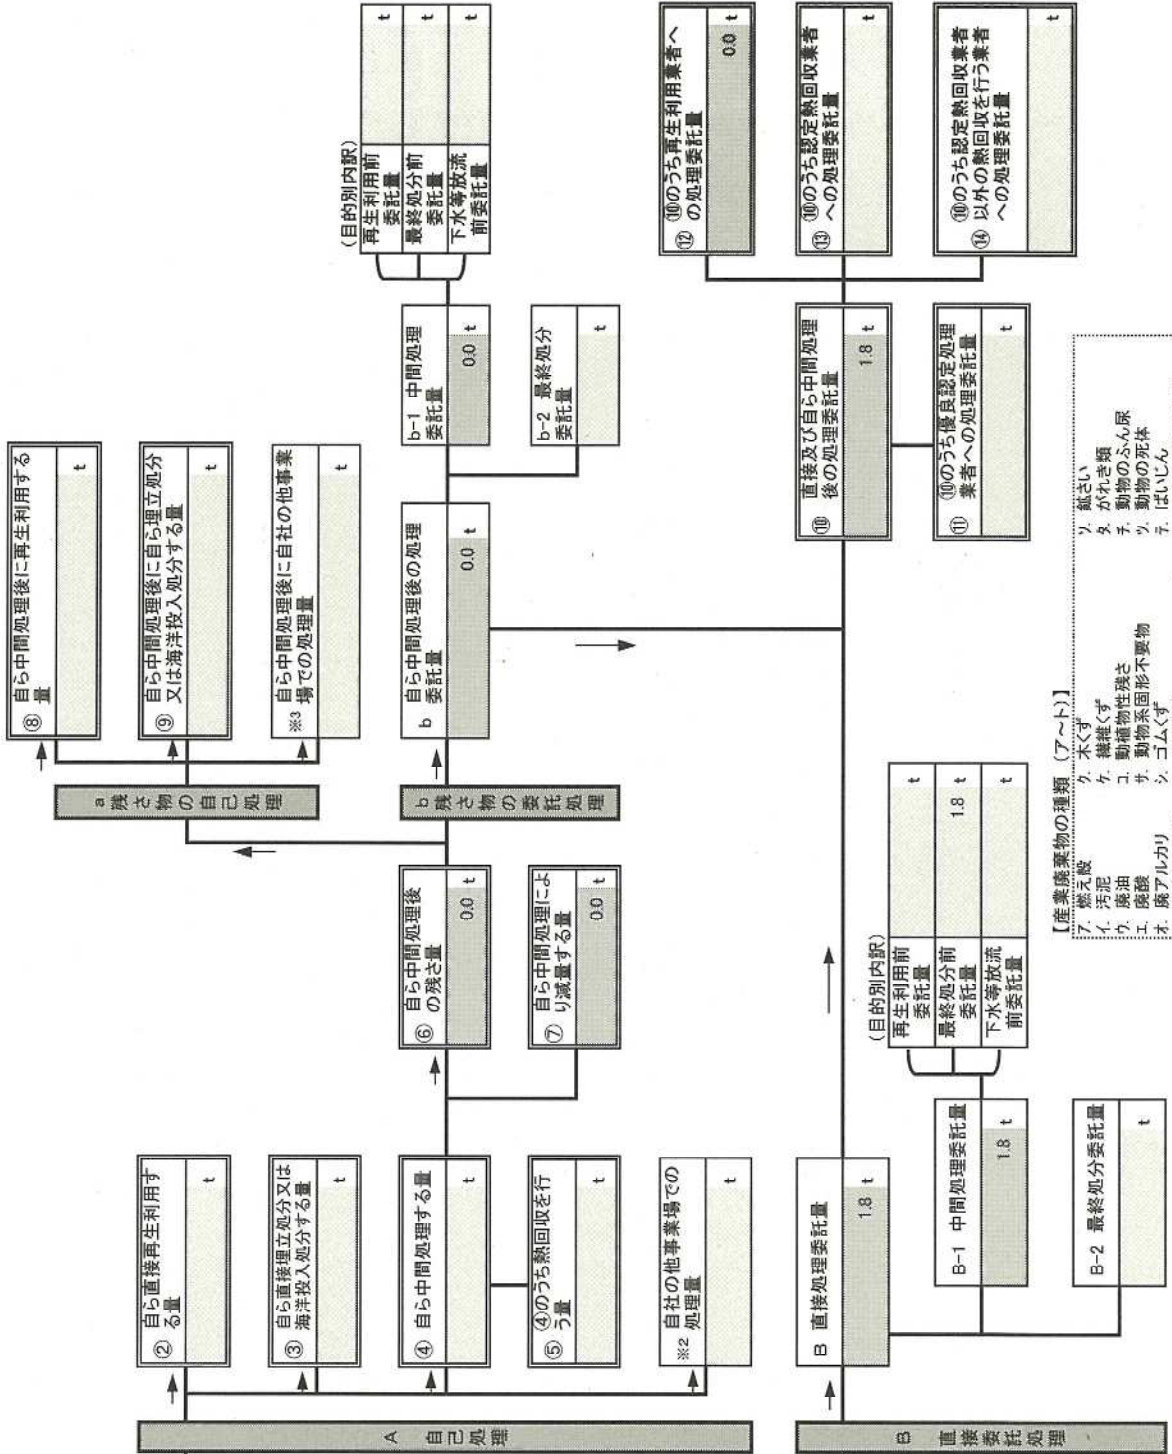 A 自己処理
② 自ら直接再生利用す
る量
t
③ 自ら直接埋立処分又は
海洋投入処分する量
t
④ 自ら中間処理する量
t
⑤ ④のうち熱回収を行
う量
t
※2 自社の他事業場での
処理量
t
⑥ 自ら中間処理後
の残さ量
0.0 t
⑦ 自ら中間処理によ
り減量する量
0.0 t
a 残さ物の自己処理
⑧ 自ら中間処理後に再生利用する
量
t
⑨ 自ら中間処理後に自ら埋立処分
又は海洋投入処分する量
t
※3 自ら中間処理後に自社の他事業
場での処理量
t
b 残さ物の委託処理
b 自ら中間処理後の処理
委託量
0.0 t
b-1 中間処理
委託量
0.0 t
b-2 最終処分
委託量
t
(目的別内訳)
再生利用前
委託量
t
最終処分前
委託量
t
下水等放流
前委託量
t
B 直接委託処理
B 直接処理委託量
1.8 t
B-1 中間処理委託量
1.8 t
B-2 最終処分委託量
t
(目的別内訳)
再生利用前
委託量
t
最終処分前
委託量
1.8 t
下水等放流
前委託量
t
⑩ 直接及び自ら中間処理
後の処理委託量
1.8 t
⑪ ⑩のうち優良認定処理
業者への処理委託量
t
⑫ ⑩のうち再生利用業者へ
の処理委託量
0.0 t
⑬ ⑩のうち認定熱回収業者
への処理委託量
t
⑭ ⑩のうち認定熱回収業者
以外の熱回収を行う業者
への処理委託量
t
【産業廃棄物の種類(ア~ト)】
ア. 燃え殻 ク. 木くず ソ. 鉱さい
イ. 汚泥 ケ. 繊維くず タ. がれき類
ウ. 廃油 コ. 動植物性残さ チ. 動物のふん尿
エ. 廃酸 サ. 動物系固形不要物 ツ. 動物の死体
オ. 廃アルカリ シ. ゴムくず テ. ばいじん